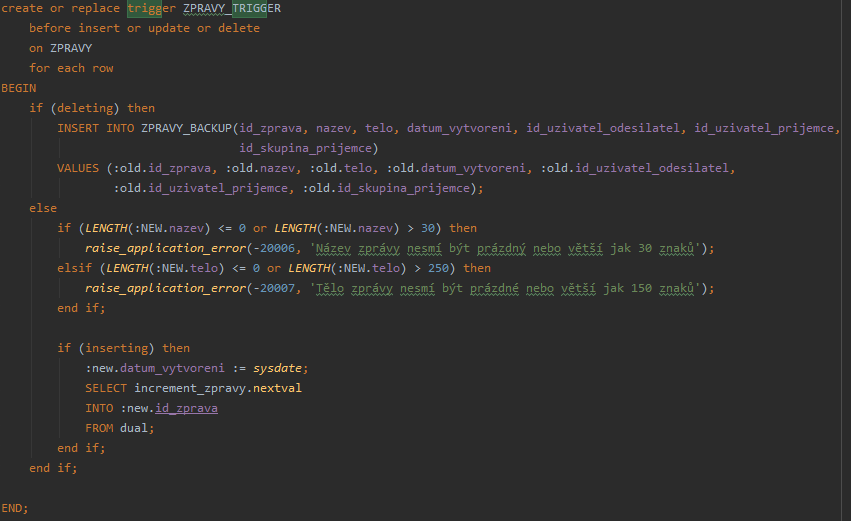 create or replace trigger ZPRAVY_TRIGGER
before insert or update or delete
on ZPRAVY
for each row
BEGIN
if (deleting) then
INSERT INTO ZPRAVY_BACKUP(id_zprava, nazev, telo, datum_vytvoreni, id_uzivatel_odesilatel, id_uzivatel_prijemce,
id_skupina_prijemce)
VALUES (:old.id_zprava, :old.nazev, :old.telo, :old.datum_vytvoreni, :old.id_uzivatel_odesilatel,
:old.id_uzivatel_prijemce, :old.id_skupina_prijemce);
else
if (LENGTH(:NEW.nazev) <= 0 or LENGTH(:NEW.nazev) > 30) then
raise_application_error(-20006, 'Název zprávy nesmí být prázdný nebo větší jak 30 znaků');
elsif (LENGTH(:NEW.telo) <= 0 or LENGTH(:NEW.telo) > 250) then
raise_application_error(-20007, 'Tělo zprávy nesmí být prázdné nebo větší jak 150 znaků');
end if;
if (inserting) then
:new.datum_vytvoreni := sysdate;
SELECT increment_zpravy.nextval
INTO :new.id_zprava
FROM dual;
end if;
end if;
END;